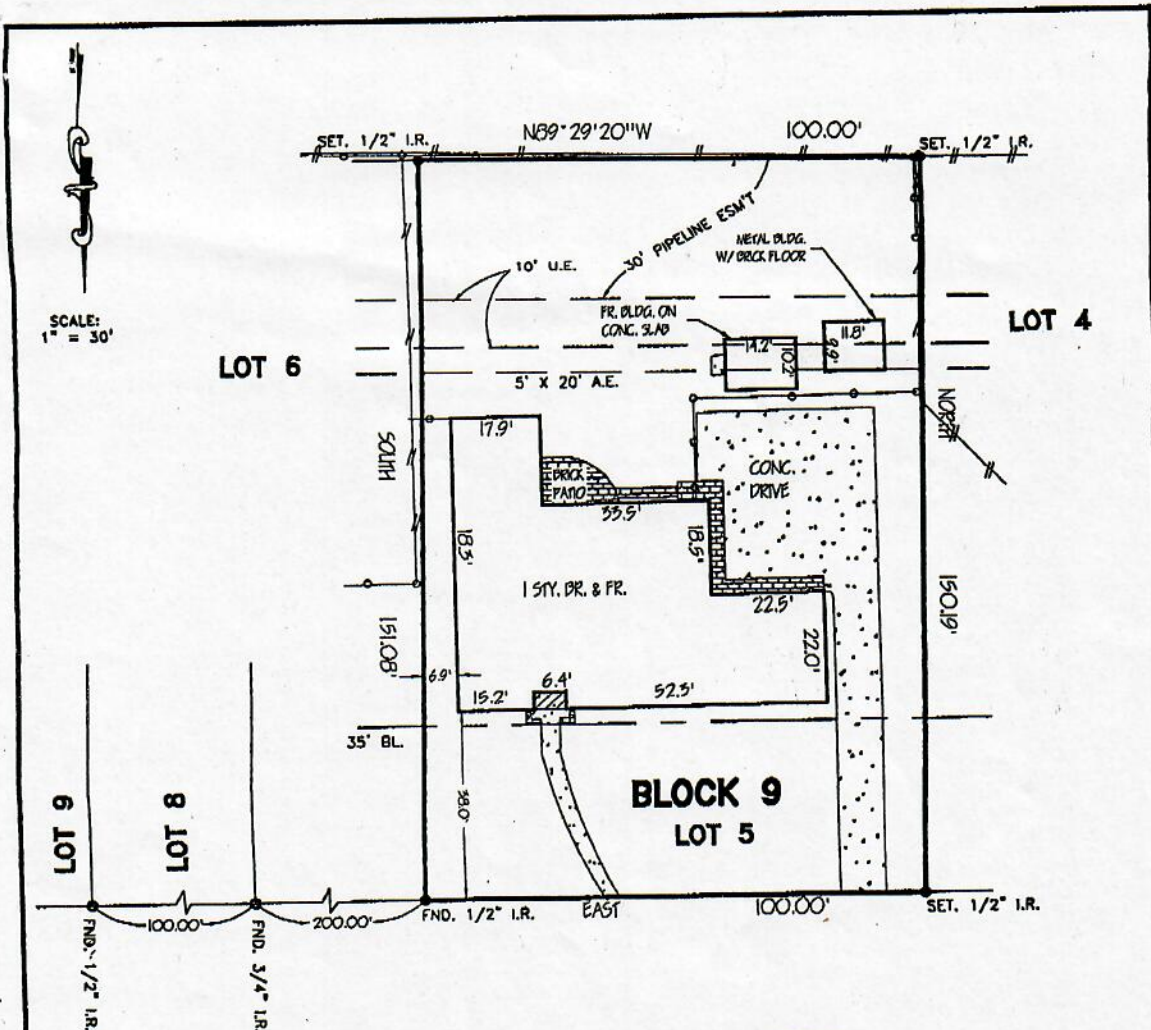 SET. 1/2" I.R.
N89°29'20"W
100.00'
SET. 1/2" I.R.
SCALE:
1" = 30'
10' U.E.
30' PIPELINE ESM'T
METAL BLDG.
W/ BRICK FLOOR
FR. BLDG. ON
CONC. SLAB
14.2'
10.2'
11.8'
9.9'
LOT 6
LOT 4
5' X 20' A.E.
NORTH
SOUTH
17.9'
BRICK
PATIO
33.5'
CONC.
DRIVE
18.5'
1 STY. BR. & FR.
22.5'
22.0'
150.19'
151.08'
6.9'
15.2'
6.4'
52.3'
35' BL.
38.0'
BLOCK 9
LOT 5
LOT 9
LOT 8
100.00'
200.00'
FND. 1/2" I.R.
EAST
100.00'
SET. 1/2" I.R.
FND. 1/2" I.R.
FND. 3/4" I.R.